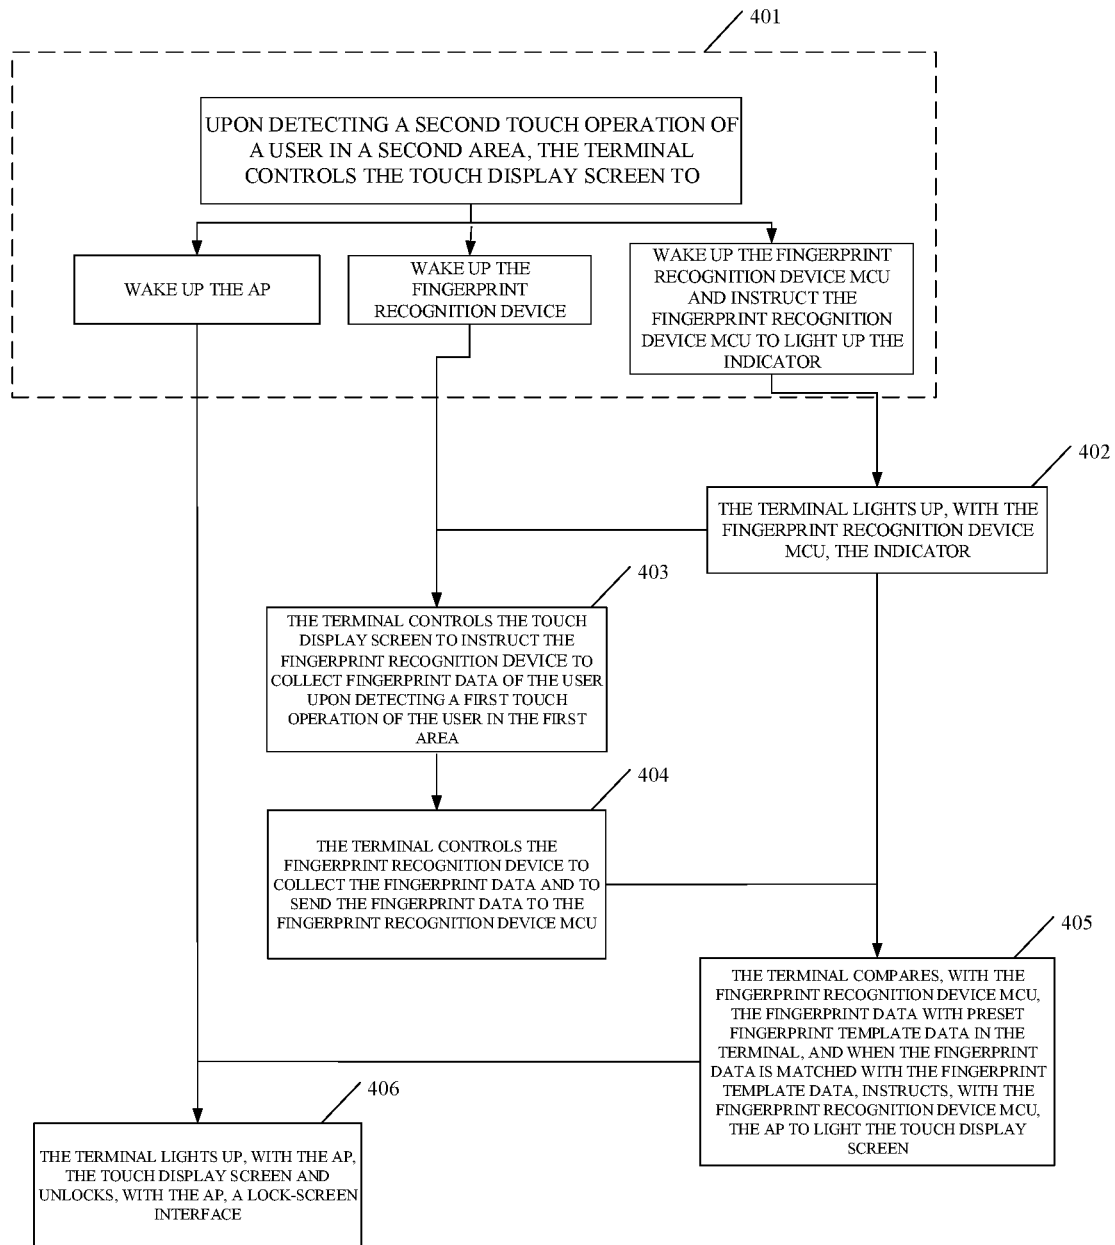 401
UPON DETECTING A SECOND TOUCH OPERATION OF
A USER IN A SECOND AREA, THE TERMINAL
CONTROLS THE TOUCH DISPLAY SCREEN TO
WAKE UP THE AP
WAKE UP THE
FINGERPRINT
RECOGNITION DEVICE
WAKE UP THE FINGERPRINT
RECOGNITION DEVICE MCU
AND INSTRUCT THE
FINGERPRINT RECOGNITION
DEVICE MCU TO LIGHT UP THE
INDICATOR
402
THE TERMINAL LIGHTS UP, WITH THE
FINGERPRINT RECOGNITION DEVICE
MCU, THE INDICATOR
403
THE TERMINAL CONTROLS THE TOUCH
DISPLAY SCREEN TO INSTRUCT THE
FINGERPRINT RECOGNITION DEVICE TO
COLLECT FINGERPRINT DATA OF THE USER
UPON DETECTING A FIRST TOUCH
OPERATION OF THE USER IN THE FIRST
AREA
404
THE TERMINAL CONTROLS THE
FINGERPRINT RECOGNITION DEVICE TO
COLLECT THE FINGERPRINT DATA AND TO
SEND THE FINGERPRINT DATA TO THE
FINGERPRINT RECOGNITION DEVICE MCU
405
THE TERMINAL COMPARES, WITH THE
FINGERPRINT RECOGNITION DEVICE MCU,
THE FINGERPRINT DATA WITH PRESET
FINGERPRINT TEMPLATE DATA IN THE
TERMINAL, AND WHEN THE FINGERPRINT
DATA IS MATCHED WITH THE FINGERPRINT
TEMPLATE DATA, INSTRUCTS, WITH THE
FINGERPRINT RECOGNITION DEVICE MCU,
THE AP TO LIGHT THE TOUCH DISPLAY
SCREEN
406
THE TERMINAL LIGHTS UP, WITH THE AP,
THE TOUCH DISPLAY SCREEN AND
UNLOCKS, WITH THE AP, A LOCK-SCREEN
INTERFACE